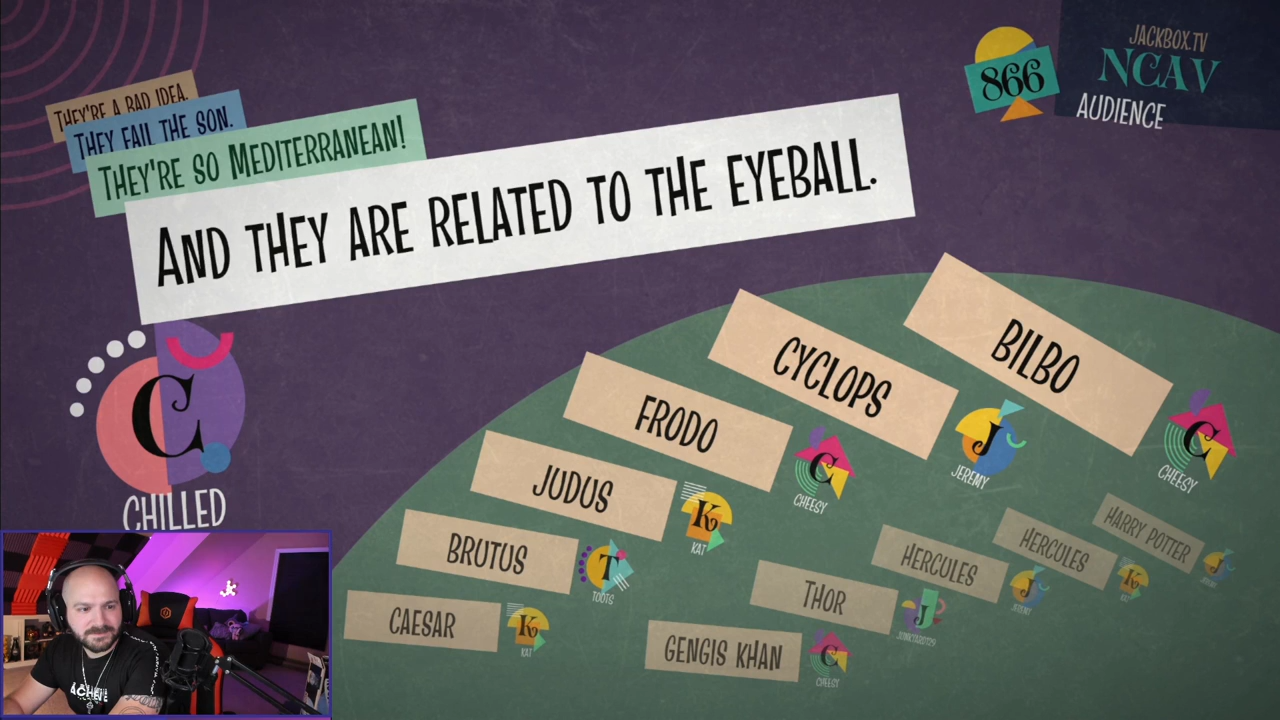 JACKBOX.TV
NCAV
AUDIENCE
866
THEY'RE A BAD IDEA.
THEY FAIL THE SON.
THEY'RE SO MEDITERRANEAN!
AND THEY ARE RELATED TO THE EYEBALL.
C
CHILLED
BILBO
C
CHEESY
CYCLOPS
J
JEREMY
FRODO
C
CHEESY
JUDUS
K
KAT
BRUTUS
T
TOOTS
CAESAR
K
KAT
HARRY POTTER
J
HERCULES
K
KAT
HERCULES
J
JEREMY
THOR
J
GENGIS KHAN
C
CHEESY